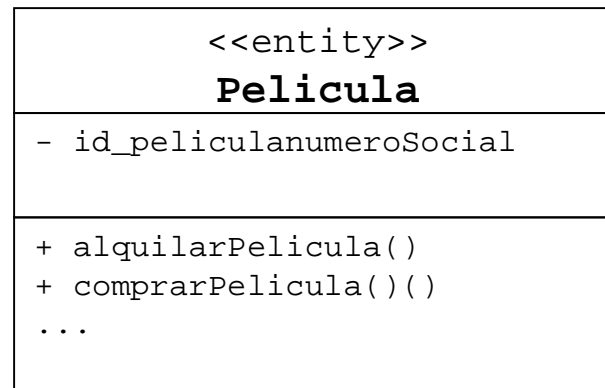 <<entity>>
Pelicula
- id_peliculanumeroSocial
+ alquilarPelicula()
+ comprarPelicula()()
...